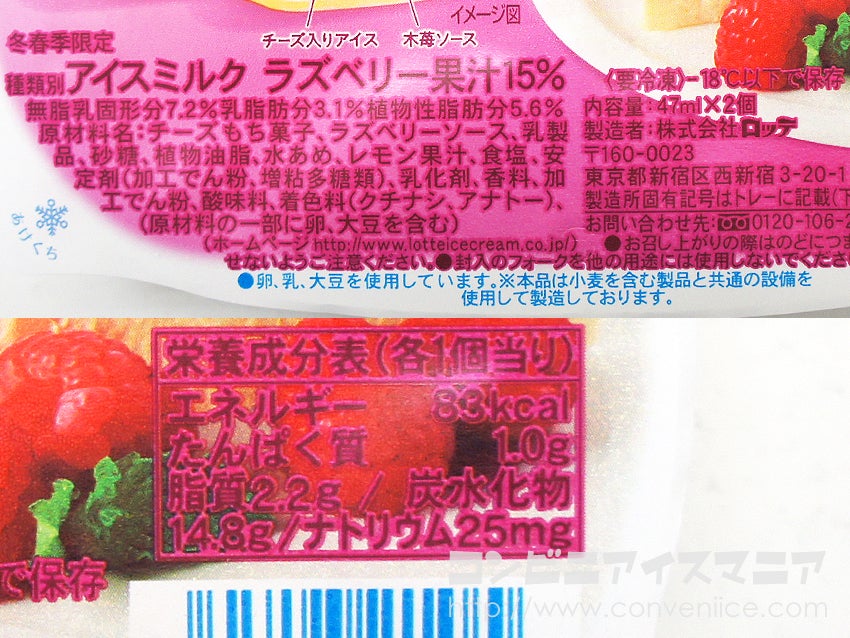 イメージ図
チーズ入りアイス 木苺ソース
冬春季限定
種類別アイスミルク ラズベリー果汁15%
無脂乳固形分7.2%乳脂肪分3.1%植物性脂肪分5.6%
原材料名:チーズもち菓子、ラズベリーソース、乳製
品、砂糖、植物油脂、水あめ、レモン果汁、食塩、安
定剤(加工でん粉、増粘多糖類)、乳化剤、香料、加
工でん粉、酸味料、着色料(クチナシ、アナトー)、
(原材料の一部に卵、大豆を含む)
〈要冷凍〉-18℃以下で保存
内容量:47ml×2個
製造者:株式会社ロッテ
〒160-0023
東京都新宿区西新宿3-20-1
製造所固有記号はトレーに記載(下
お問い合わせ先:0120-106-2
(ホームページhttp://www.lotteicecream.co.jp/) ●お召し上がりの際はのどにつま
せないようご注意ください。●封入のフォークを他の用途には使用しないでくださ
●卵、乳、大豆を使用しています。※本品は小麦を含む製品と共通の設備を
使用して製造しております。
あけくち
栄養成分表(各1個当り)
エネルギー 83kcal
たんぱく質 1.0g
脂質2.2g / 炭水化物
14.8g/ナトリウム25mg
で保存
コンビニアイスマニア
http://www.conveniice.com/